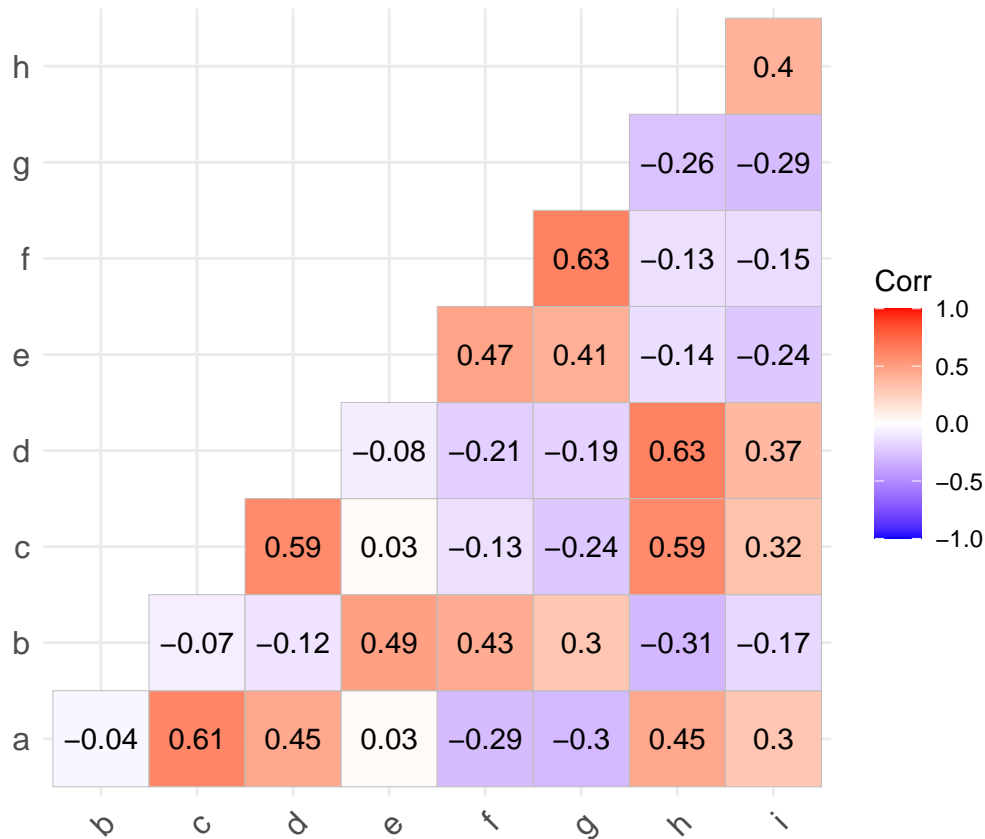 h 0.4
g −0.26 −0.29
f 0.63 −0.13 −0.15
e 0.47 0.41 −0.14 −0.24
d −0.08 −0.21 −0.19 0.63 0.37
c 0.59 0.03 −0.13 −0.24 0.59 0.32
b −0.07 −0.12 0.49 0.43 0.3 −0.31 −0.17
a −0.04 0.61 0.45 0.03 −0.29 −0.3 0.45 0.3
b c d e f g h i
Corr
1.0
0.5
0.0
−0.5
−1.0